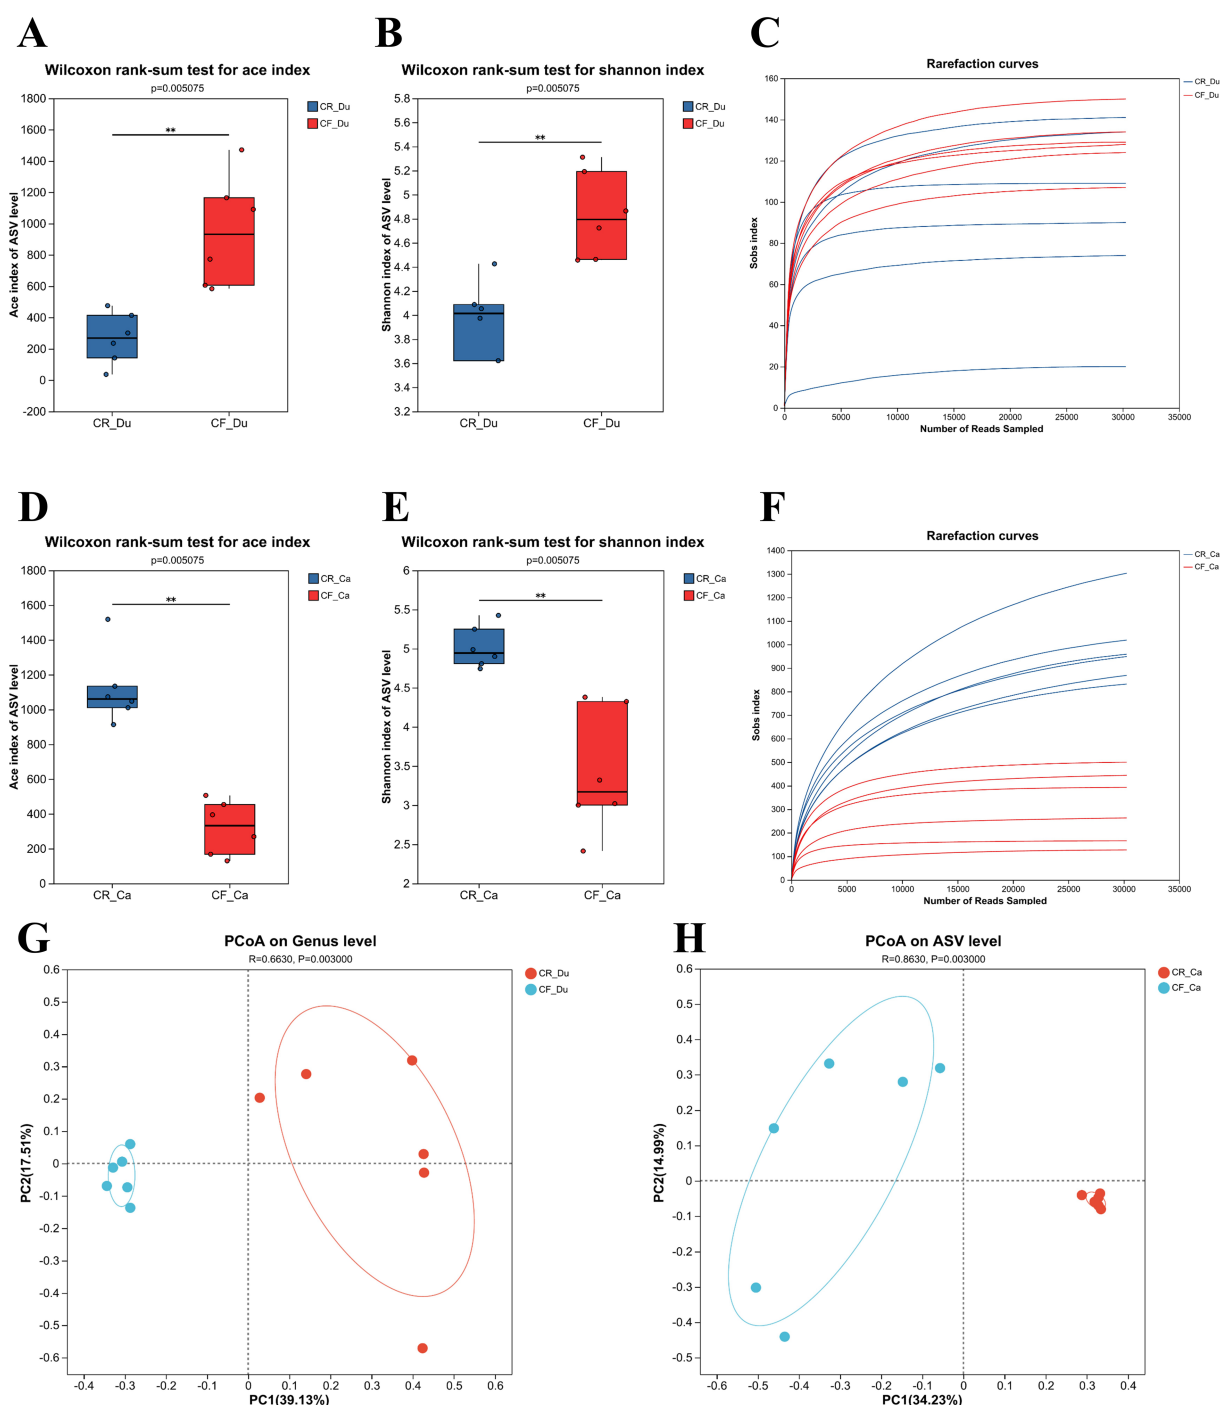 A
Wilcoxon rank-sum test for ace index
p=0.005075
CR_Du
CF_Du
**
Ace index of ASV level
1800
1600
1400
1200
1000
800
600
400
200
0
-200
CR_Du
CF_Du
B
Wilcoxon rank-sum test for shannon index
p=0.005075
CR_Du
CF_Du
**
Shannon index of ASV level
5.8
5.6
5.4
5.2
5
4.8
4.6
4.4
4.2
4
3.8
3.6
3.4
3.2
CR_Du
CF_Du
C
Rarefaction curves
CR_Du
CF_Du
Sobs index
160
140
120
100
80
60
40
20
0
0 5000 10000 15000 20000 25000 30000 35000
Number of Reads Sampled
D
Wilcoxon rank-sum test for ace index
p=0.005075
CR_Ca
CF_Ca
**
Ace index of ASV level
1800
1600
1400
1200
1000
800
600
400
200
0
CR_Ca
CF_Ca
E
Wilcoxon rank-sum test for shannon index
p=0.005075
CR_Ca
CF_Ca
**
Shannon index of ASV level
6
5.5
5
4.5
4
3.5
3
2.5
2
CR_Ca
CF_Ca
F
Rarefaction curves
CR_Ca
CF_Ca
Sobs index
1400
1300
1200
1100
1000
900
800
700
600
500
400
300
200
100
0
0 5000 10000 15000 20000 25000 30000 35000
Number of Reads Sampled
G
PCoA on Genus level
R=0.6630, P=0.003000
CR_Du
CF_Du
PC2(17.51%)
0.6
0.5
0.4
0.3
0.2
0.1
0
-0.1
-0.2
-0.3
-0.4
-0.5
-0.6
-0.4 -0.3 -0.2 -0.1 0 0.1 0.2 0.3 0.4 0.5 0.6
PC1(39.13%)
H
PCoA on ASV level
R=0.8630, P=0.003000
CR_Ca
CF_Ca
PC2(14.99%)
0.6
0.5
0.4
0.3
0.2
0.1
0
-0.1
-0.2
-0.3
-0.4
-0.5
-0.6 -0.5 -0.4 -0.3 -0.2 -0.1 0 0.1 0.2 0.3 0.4
PC1(34.23%)